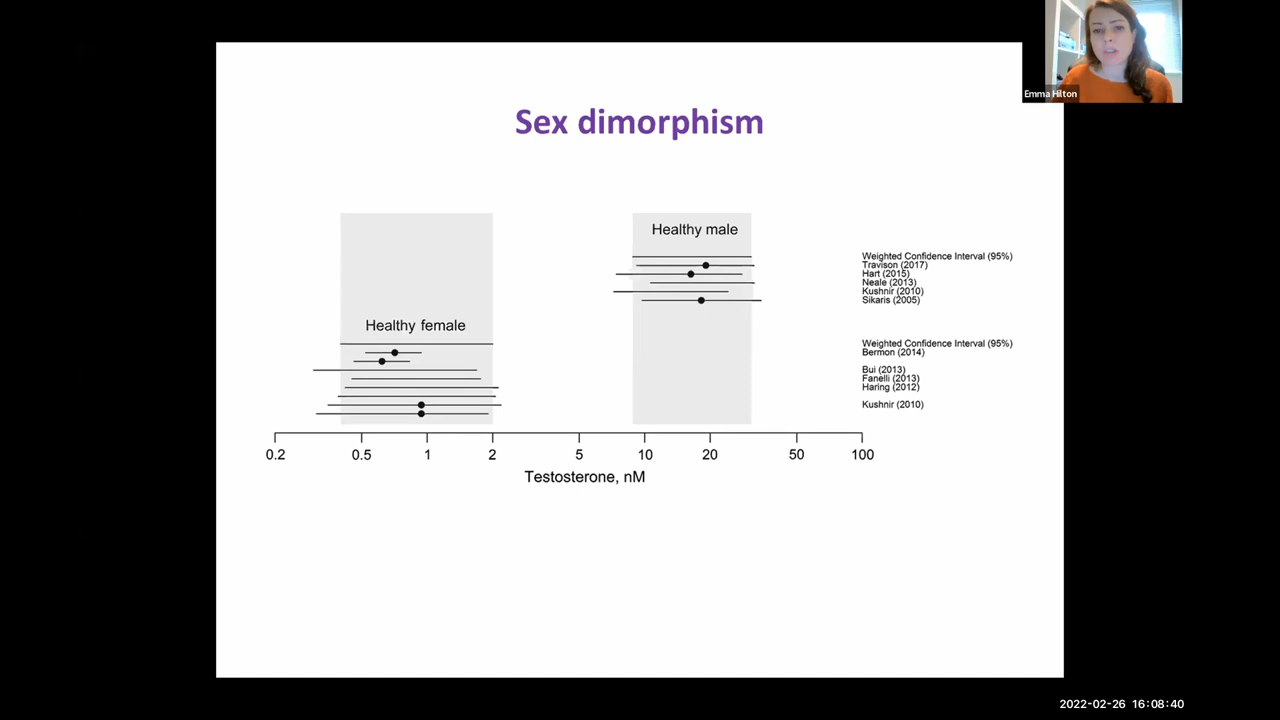 Emma Hilton
Sex dimorphism
Healthy male
Weighted Confidence Interval (95%)
Travison (2017)
Hart (2015)
Neale (2013)
Kushnir (2010)
Sikaris (2005)
Healthy female
Weighted Confidence Interval (95%)
Bermon (2014)
Bui (2013)
Fanelli (2013)
Haring (2012)
Kushnir (2010)
0.2 0.5 1 2 5 10 20 50 100
Testosterone, nM
2022-02-26 16:08:40